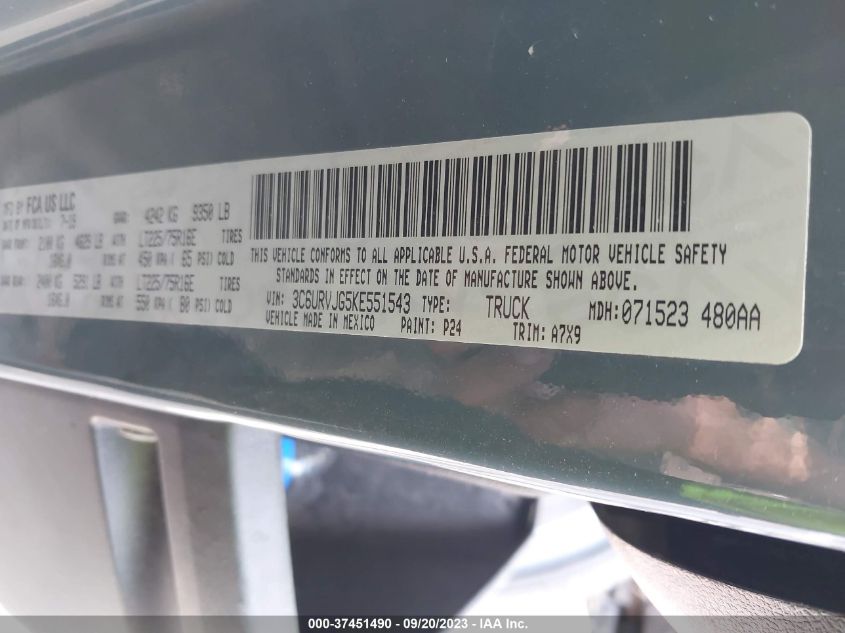 MFD BY FCA US LLC
DATE OF MFR 7-19 GVWR: 4242 KG 9350 LB
GAWR FRONT: 2100 KG 4629 LB WITH LT225/75R16E TIRES
450 KPA( 65 PSI) COLD
GAWR REAR: 2400 KG 5291 LB WITH LT225/75R16E TIRES
550 KPA( 80 PSI) COLD
THIS VEHICLE CONFORMS TO ALL APPLICABLE U.S.A. FEDERAL MOTOR VEHICLE SAFETY
STANDARDS IN EFFECT ON THE DATE OF MANUFACTURE SHOWN ABOVE.
VIN: 3C6URVJG5KE551543 TYPE: TRUCK MDH:071523 480AA
VEHICLE MADE IN MEXICO PAINT: P24 TRIM: A7X9
000-37451490 - 09/20/2023 - IAA Inc.